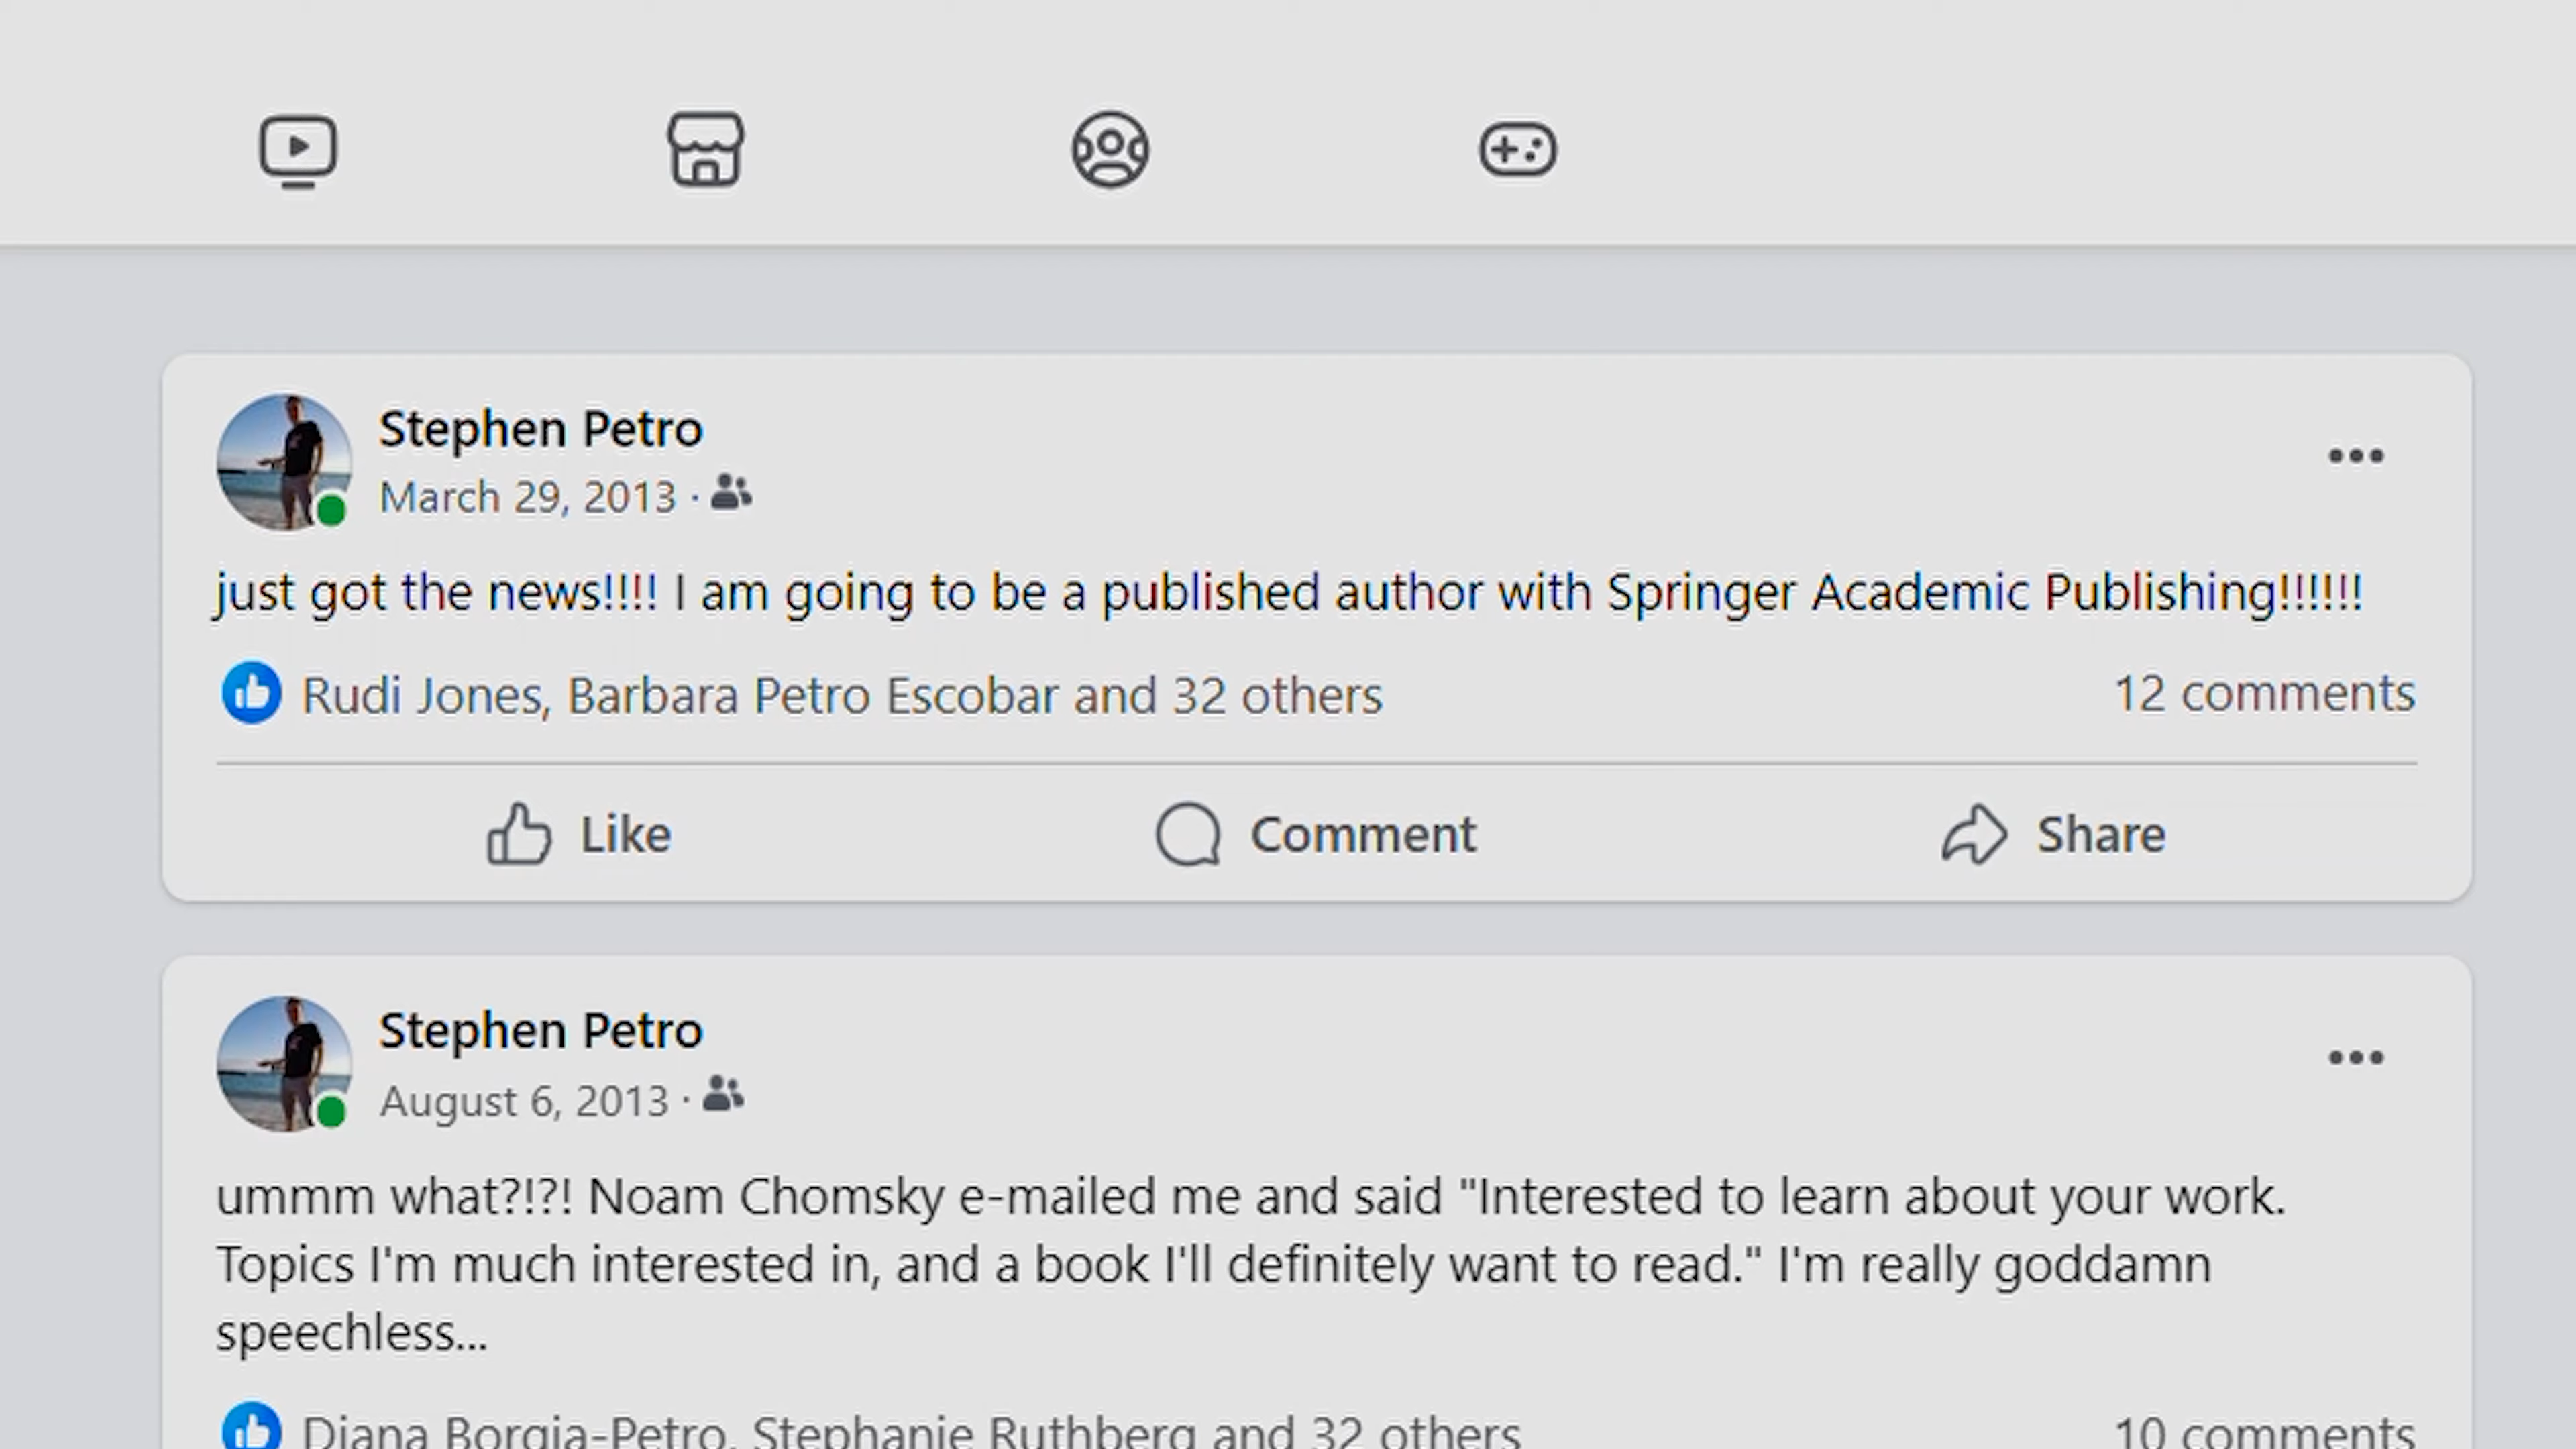 Stephen Petro
March 29, 2013 ·
just got the news!!!! I am going to be a published author with Springer Academic Publishing!!!!!!
Rudi Jones, Barbara Petro Escobar and 32 others
12 comments
Like
Comment
Share
Stephen Petro
August 6, 2013 ·
ummm what?!?! Noam Chomsky e-mailed me and said "Interested to learn about your work.
Topics I'm much interested in, and a book I'll definitely want to read." I'm really goddamn
speechless...
Diana Borgia-Petro, Stephanie Ruthberg and 32 others
10 comments